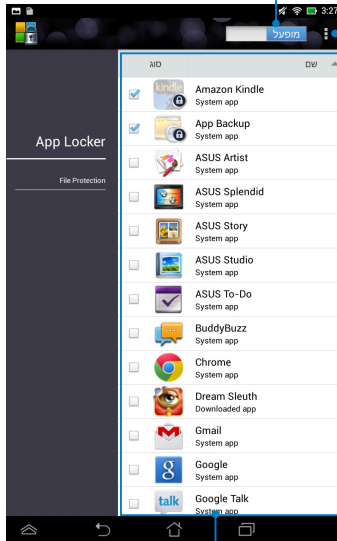 3:27
מופעל
סוג
שם
App Locker
File Protection
kindle
Amazon Kindle
System app
App Backup
System app
ASUS Artist
System app
ASUS Splendid
System app
ASUS Story
System app
ASUS Studio
System app
ASUS To-Do
System app
BuddyBuzz
System app
Chrome
System app
Dream Sleuth
Downloaded app
Gmail
System app
8
Google
System app
talk
Google Talk
System app